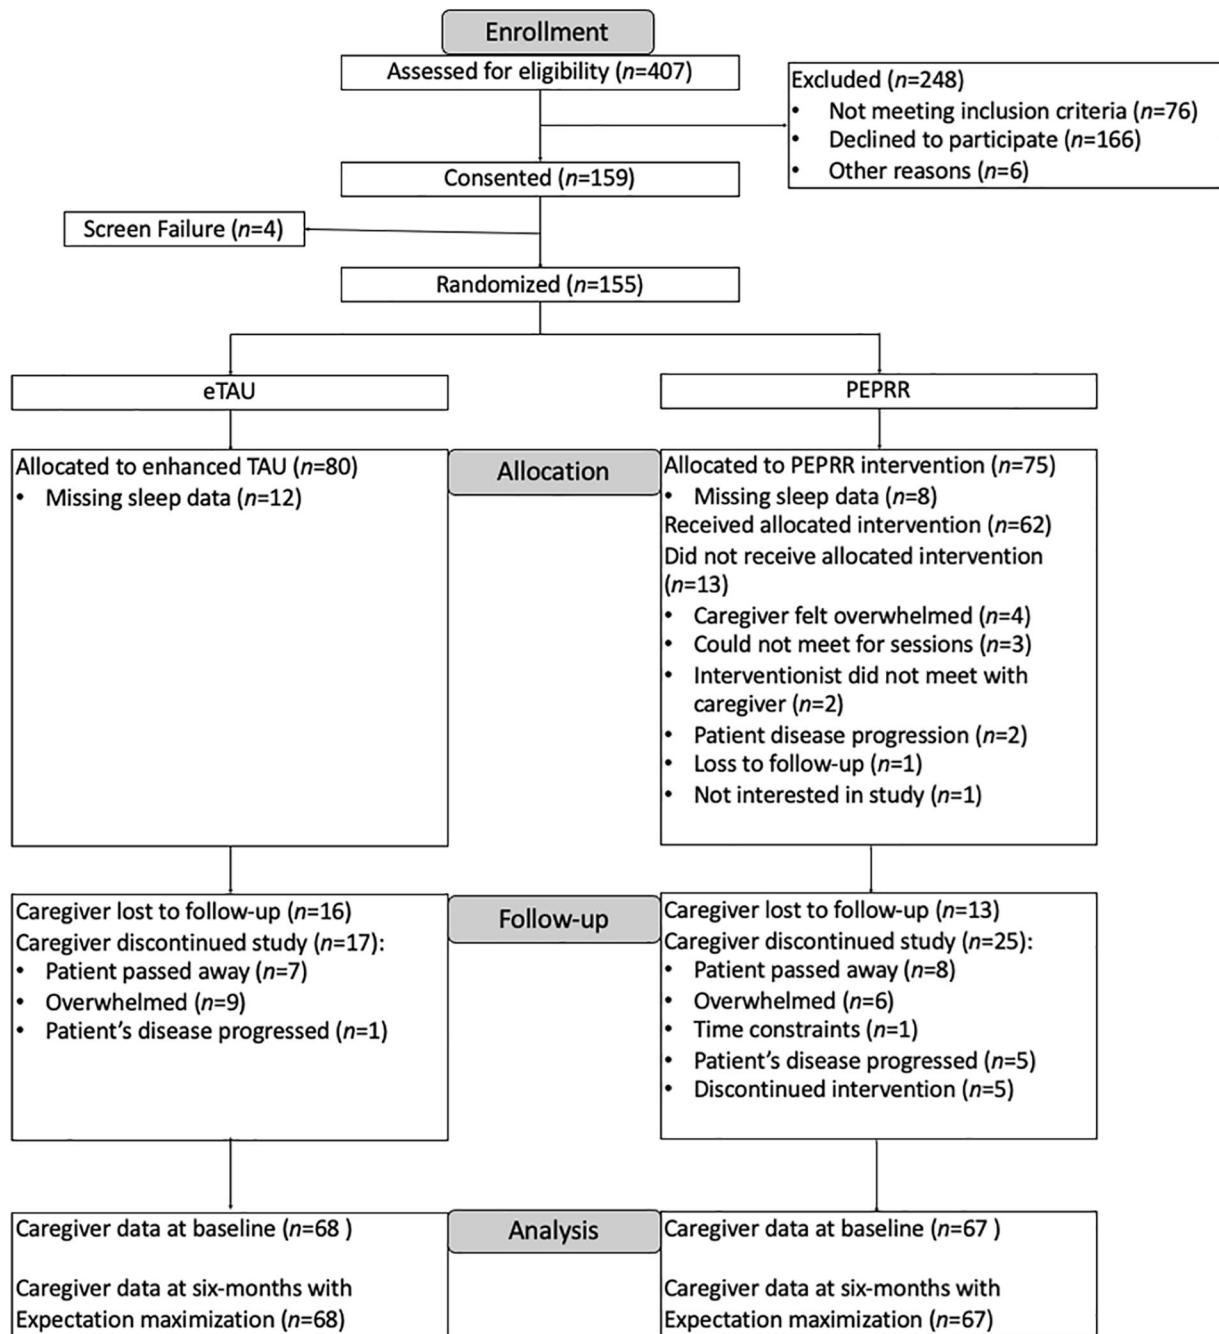 Enrollment
Assessed for eligibility (n=407)
Excluded (n=248)
• Not meeting inclusion criteria (n=76)
• Declined to participate (n=166)
• Other reasons (n=6)
Consented (n=159)
Screen Failure (n=4)
Randomized (n=155)
eTAU
PEPRR
Allocated to enhanced TAU (n=80)
• Missing sleep data (n=12)
Allocation
Allocated to PEPRR intervention (n=75)
• Missing sleep data (n=8)
Received allocated intervention (n=62)
Did not receive allocated intervention
(n=13)
• Caregiver felt overwhelmed (n=4)
• Could not meet for sessions (n=3)
• Interventionist did not meet with
caregiver (n=2)
• Patient disease progression (n=2)
• Loss to follow-up (n=1)
• Not interested in study (n=1)
Caregiver lost to follow-up (n=16)
Caregiver discontinued study (n=17):
• Patient passed away (n=7)
• Overwhelmed (n=9)
• Patient’s disease progressed (n=1)
Follow-up
Caregiver lost to follow-up (n=13)
Caregiver discontinued study (n=25):
• Patient passed away (n=8)
• Overwhelmed (n=6)
• Time constraints (n=1)
• Patient’s disease progressed (n=5)
• Discontinued intervention (n=5)
Caregiver data at baseline (n=68 )
Caregiver data at six-months with
Expectation maximization (n=68)
Analysis
Caregiver data at baseline (n=67 )
Caregiver data at six-months with
Expectation maximization (n=67)